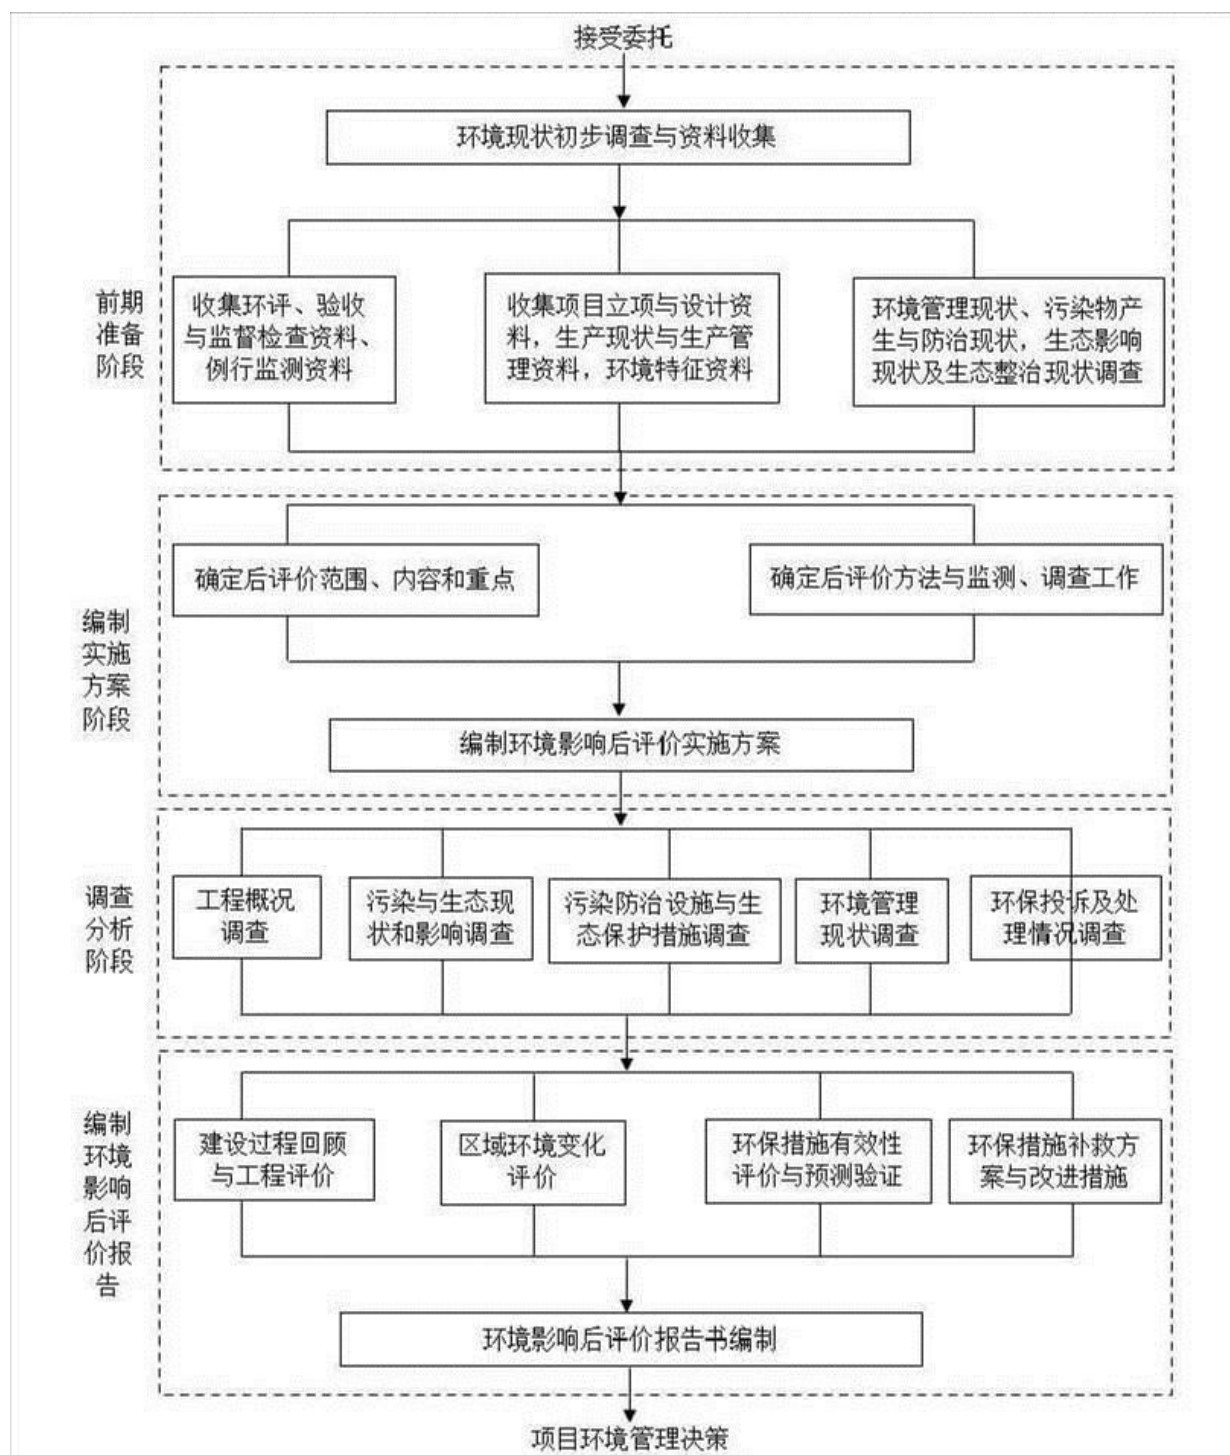 接受委托
环境现状初步调查与资料收集
前期
准备
阶段
收集环评、验收
与监督检查资料、
例行监测资料
收集项目立项与设计资
料，生产现状与生产管
理资料，环境特征资料
环境管理现状、污染物产
生与防治现状，生态影响
现状及生态整治现状调查
编制
实施
方案
阶段
确定后评价范围、内容和重点
确定后评价方法与监测、调查工作
编制环境影响后评价实施方案
调查
分析
阶段
工程概况
调查
污染与生态现
状和影响调查
污染防治设施与生
态保护措施调查
环境管理
现状调查
环保投诉及处
理情况调查
编制
环境
影响
后评
价报
告
建设过程回顾
与工程评价
区域环境变化
评价
环保措施有效性
评价与预测验证
环保措施补救方
案与改进措施
环境影响后评价报告书编制
项目环境管理决策